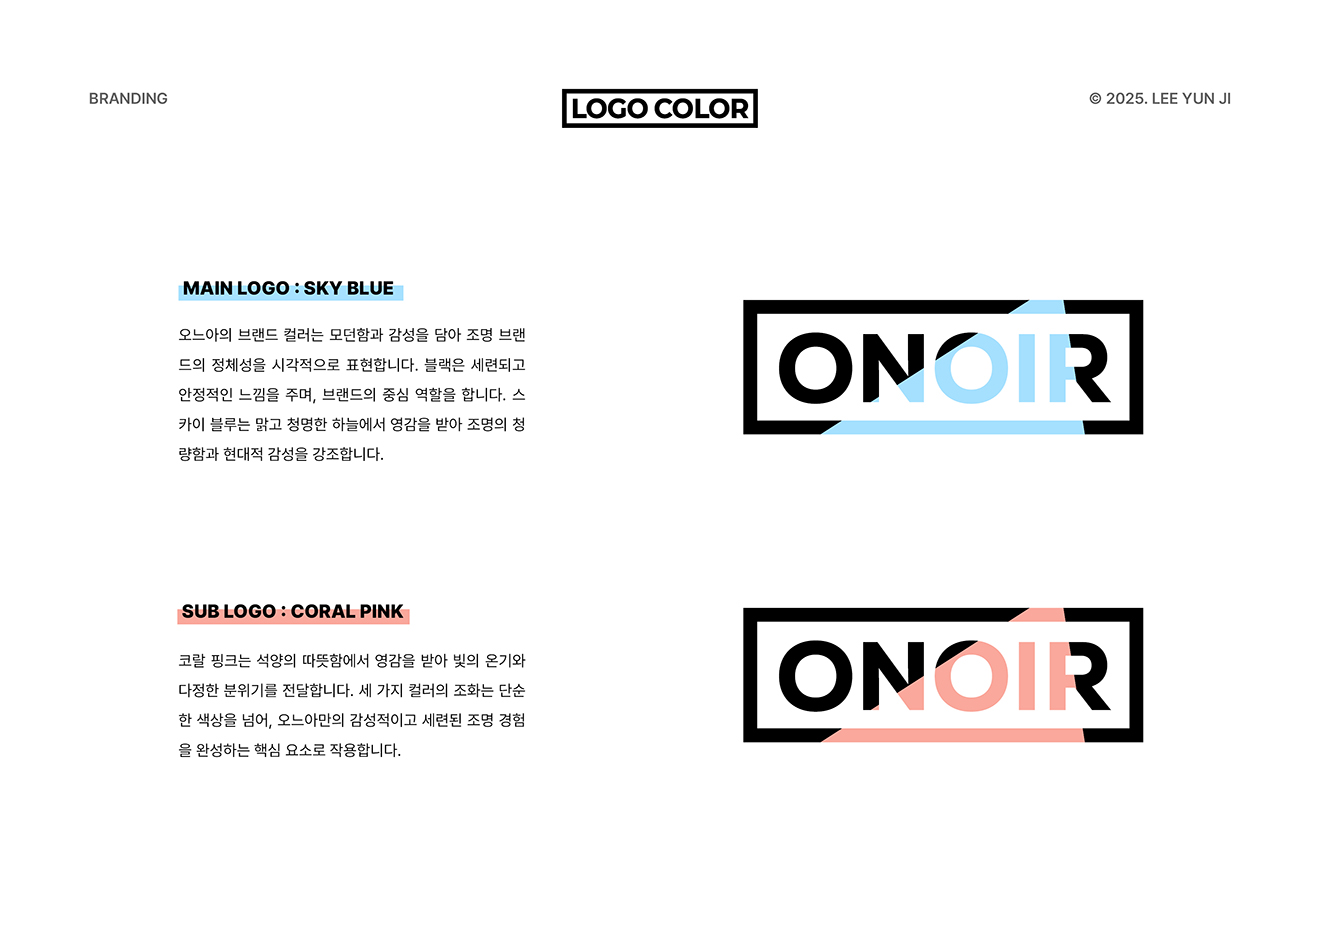 BRANDING
LOGO COLOR
© 2025. LEE YUN JI
MAIN LOGO : SKY BLUE
오느아의 브랜드 컬러는 모던함과 감성을 담아 조명 브랜
드의 정체성을 시각적으로 표현합니다. 블랙은 세련되고
안정적인 느낌을 주며, 브랜드의 중심 역할을 합니다. 스
카이 블루는 맑고 청명한 하늘에서 영감을 받아 조명의 청
량함과 현대적 감성을 강조합니다.
ONOIR
SUB LOGO : CORAL PINK
코랄 핑크는 석양의 따뜻함에서 영감을 받아 빛의 온기와
다정한 분위기를 전달합니다. 세 가지 컬러의 조화는 단순
한 색상을 넘어, 오느아만의 감성적이고 세련된 조명 경험
을 완성하는 핵심 요소로 작용합니다.
ONOIR